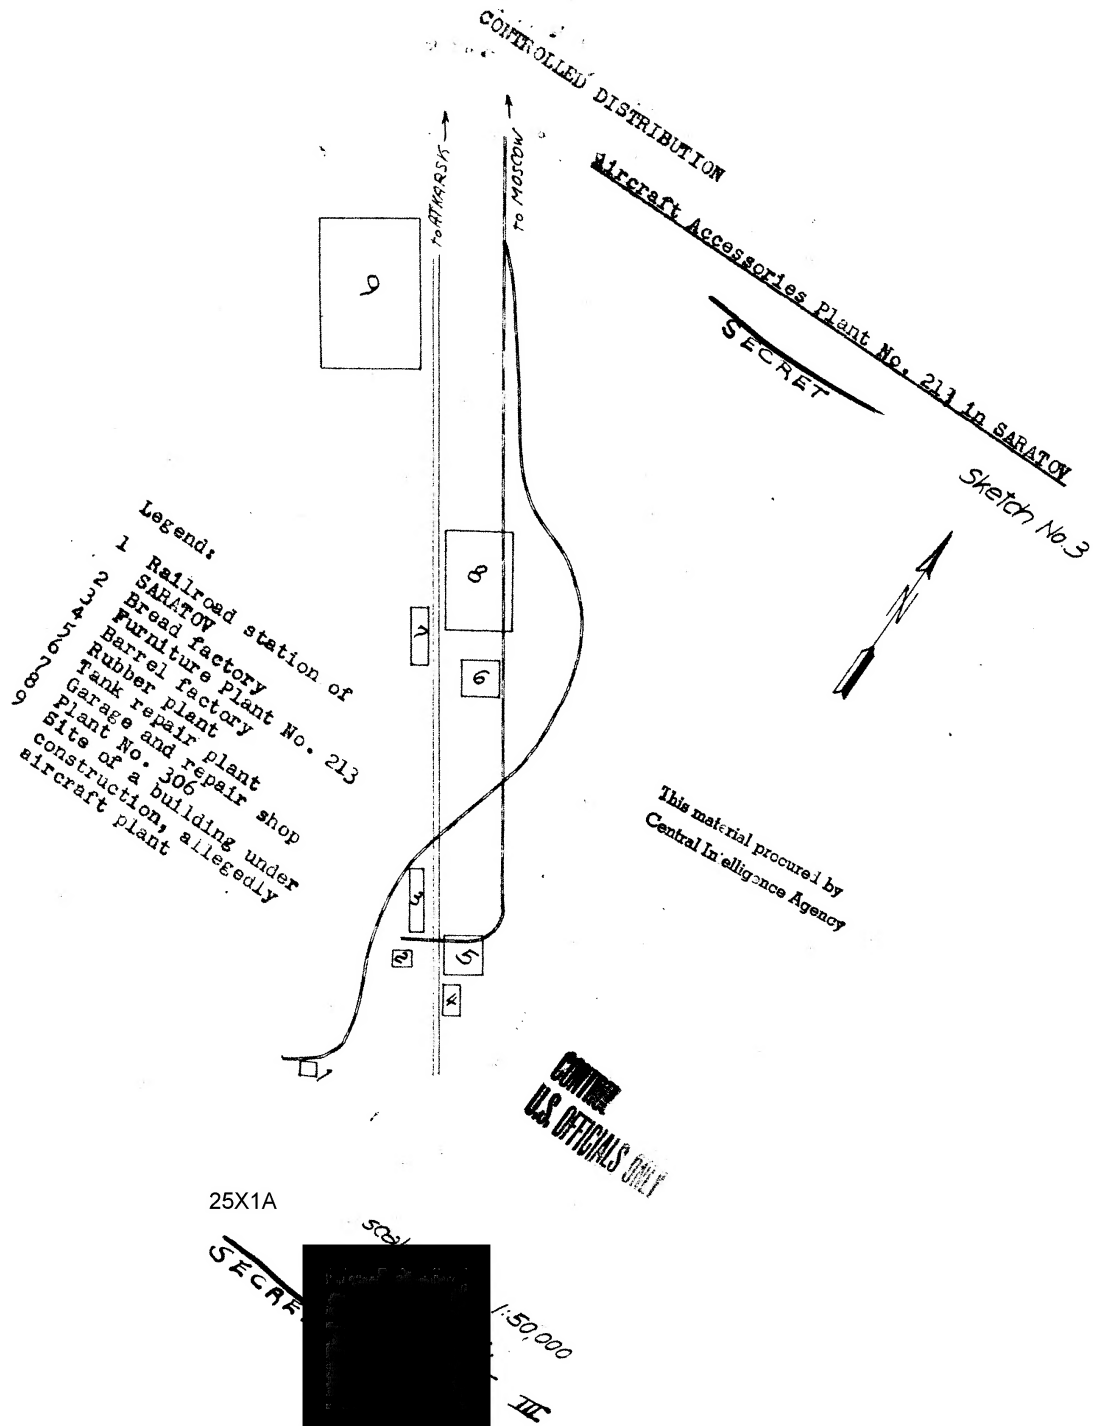 CONTROLLED DISTRIBUTION
Aircraft Accessories Plant No. 213 in SARATOV
SECRET
Sketch No. 3
to ATKARSK
to MOSCOW
N
9
8
7
6
3
2
5
4
1
Legend:
1 Railroad station of
SARATOV
2 Bread factory
3 Furniture Plant No. 213
4 Barrel factory
5 Rubber plant
6 Tank repair plant
7 Garage and repair shop
8 Plant No. 306
9 Site of a building under
construction, allegedly
aircraft plant
This material procured by
Central Intelligence Agency
CONTROL
U.S. OFFICIALS ONLY
25X1A
SECRE
1:50,000
III